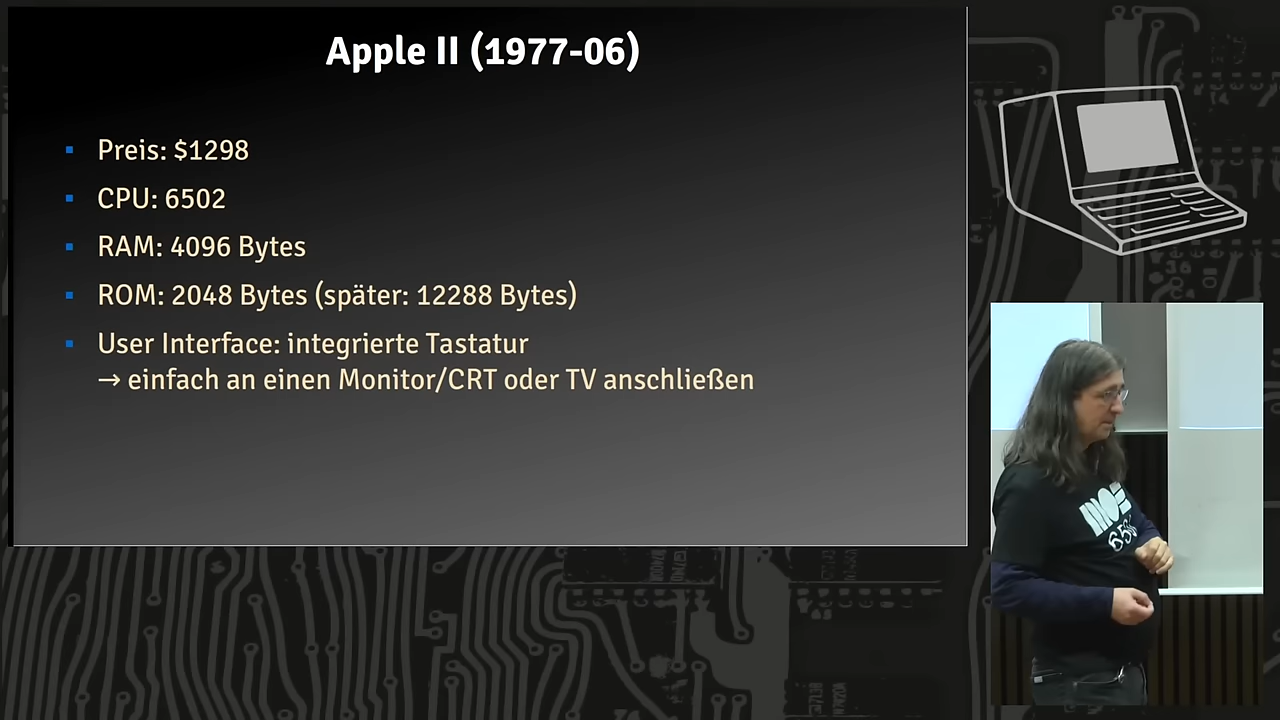 Apple II (1977-06)
Preis: $1298
CPU: 6502
RAM: 4096 Bytes
ROM: 2048 Bytes (später: 12288 Bytes)
User Interface: integrierte Tastatur
→ einfach an einen Monitor/CRT oder TV anschließen